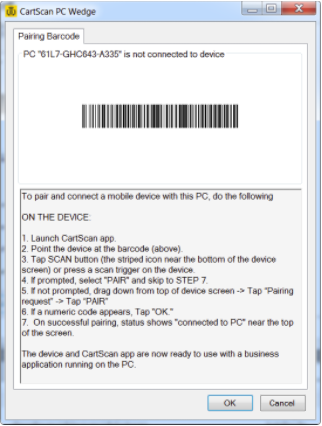 CartScan PC Wedge
Pairing Barcode
PC "61L7-GHC643-A335" is not connected to device
To pair and connect a mobile device with this PC, do the following
ON THE DEVICE:
1. Launch CartScan app.
2. Point the device at the barcode (above).
3. Tap SCAN button (the striped icon near the bottom of the device
screen) or press a scan trigger on the device.
4. If prompted, select "PAIR" and skip to STEP 7.
5. If not prompted, drag down from top of device screen -> Tap "Pairing
request" -> Tap "PAIR"
6. If a numeric code appears, Tap "OK."
7.  On successful pairing, status shows "connected to PC" near the top
of the screen.
The device and CartScan app are now ready to use with a business
application running on the PC.
OK
Cancel